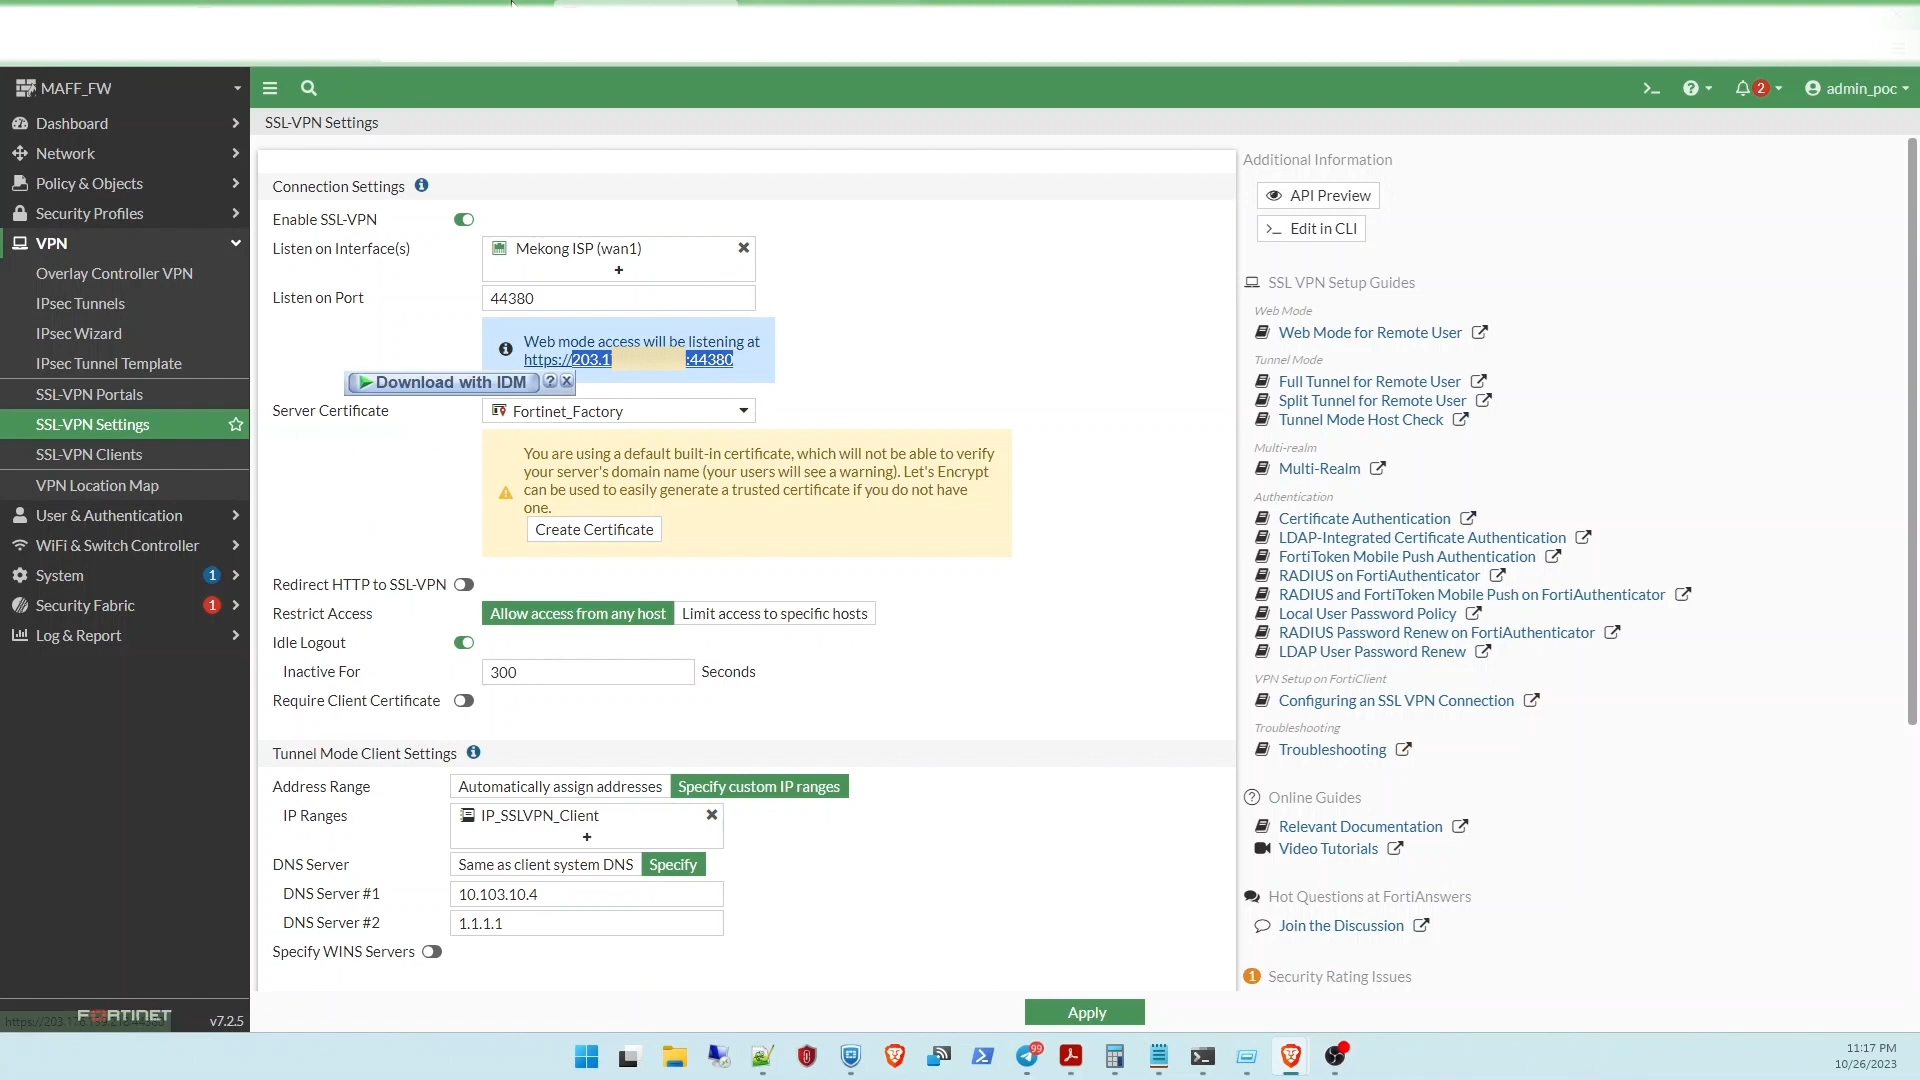 MAFF_FW
2
admin_poc
Dashboard
Network
Policy & Objects
Security Profiles
VPN
Overlay Controller VPN
IPsec Tunnels
IPsec Wizard
IPsec Tunnel Template
SSL-VPN Portals
SSL-VPN Settings
SSL-VPN Clients
VPN Location Map
User & Authentication
WiFi & Switch Controller
System 1
Security Fabric 1
Log & Report
FORTINET
v7.2.5
SSL-VPN Settings
Connection Settings
Enable SSL-VPN
Listen on Interface(s)
Mekong ISP (wan1)
+
Listen on Port
44380
Web mode access will be listening at
https://203.1 :44380
Download with IDM ? X
Server Certificate
Fortinet_Factory
You are using a default built-in certificate, which will not be able to verify
your server's domain name (your users will see a warning). Let's Encrypt
can be used to easily generate a trusted certificate if you do not have
one.
Create Certificate
Redirect HTTP to SSL-VPN
Restrict Access
Allow access from any host Limit access to specific hosts
Idle Logout
Inactive For
300 Seconds
Require Client Certificate
Tunnel Mode Client Settings
Address Range
Automatically assign addresses Specify custom IP ranges
IP Ranges
IP_SSLVPN_Client
+
DNS Server
Same as client system DNS Specify
DNS Server #1
10.103.10.4
DNS Server #2
1.1.1.1
Specify WINS Servers
Apply
Additional Information
API Preview
>_ Edit in CLI
SSL VPN Setup Guides
Web Mode
Web Mode for Remote User
Tunnel Mode
Full Tunnel for Remote User
Split Tunnel for Remote User
Tunnel Mode Host Check
Multi-realm
Multi-Realm
Authentication
Certificate Authentication
LDAP-Integrated Certificate Authentication
FortiToken Mobile Push Authentication
RADIUS on FortiAuthenticator
RADIUS and FortiToken Mobile Push on FortiAuthenticator
Local User Password Policy
RADIUS Password Renew on FortiAuthenticator
LDAP User Password Renew
VPN Setup on FortiClient
Configuring an SSL VPN Connection
Troubleshooting
Troubleshooting
Online Guides
Relevant Documentation
Video Tutorials
Hot Questions at FortiAnswers
Join the Discussion
1 Security Rating Issues
99
11:17 PM
10/26/2023